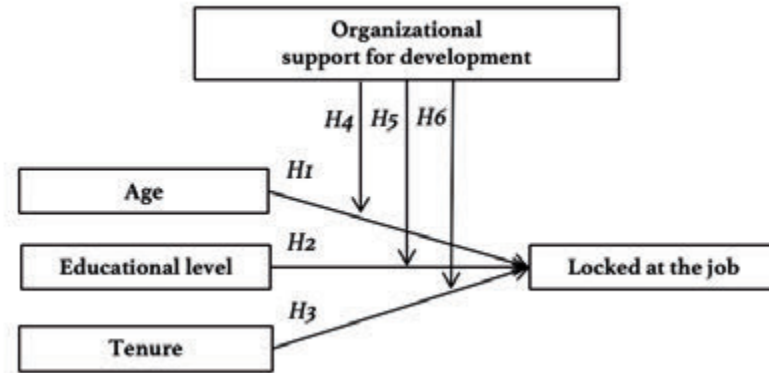 Organizational
support for development
H4 H5 H6
H1
Age
H2
Educational level
Locked at the job
H3
Tenure